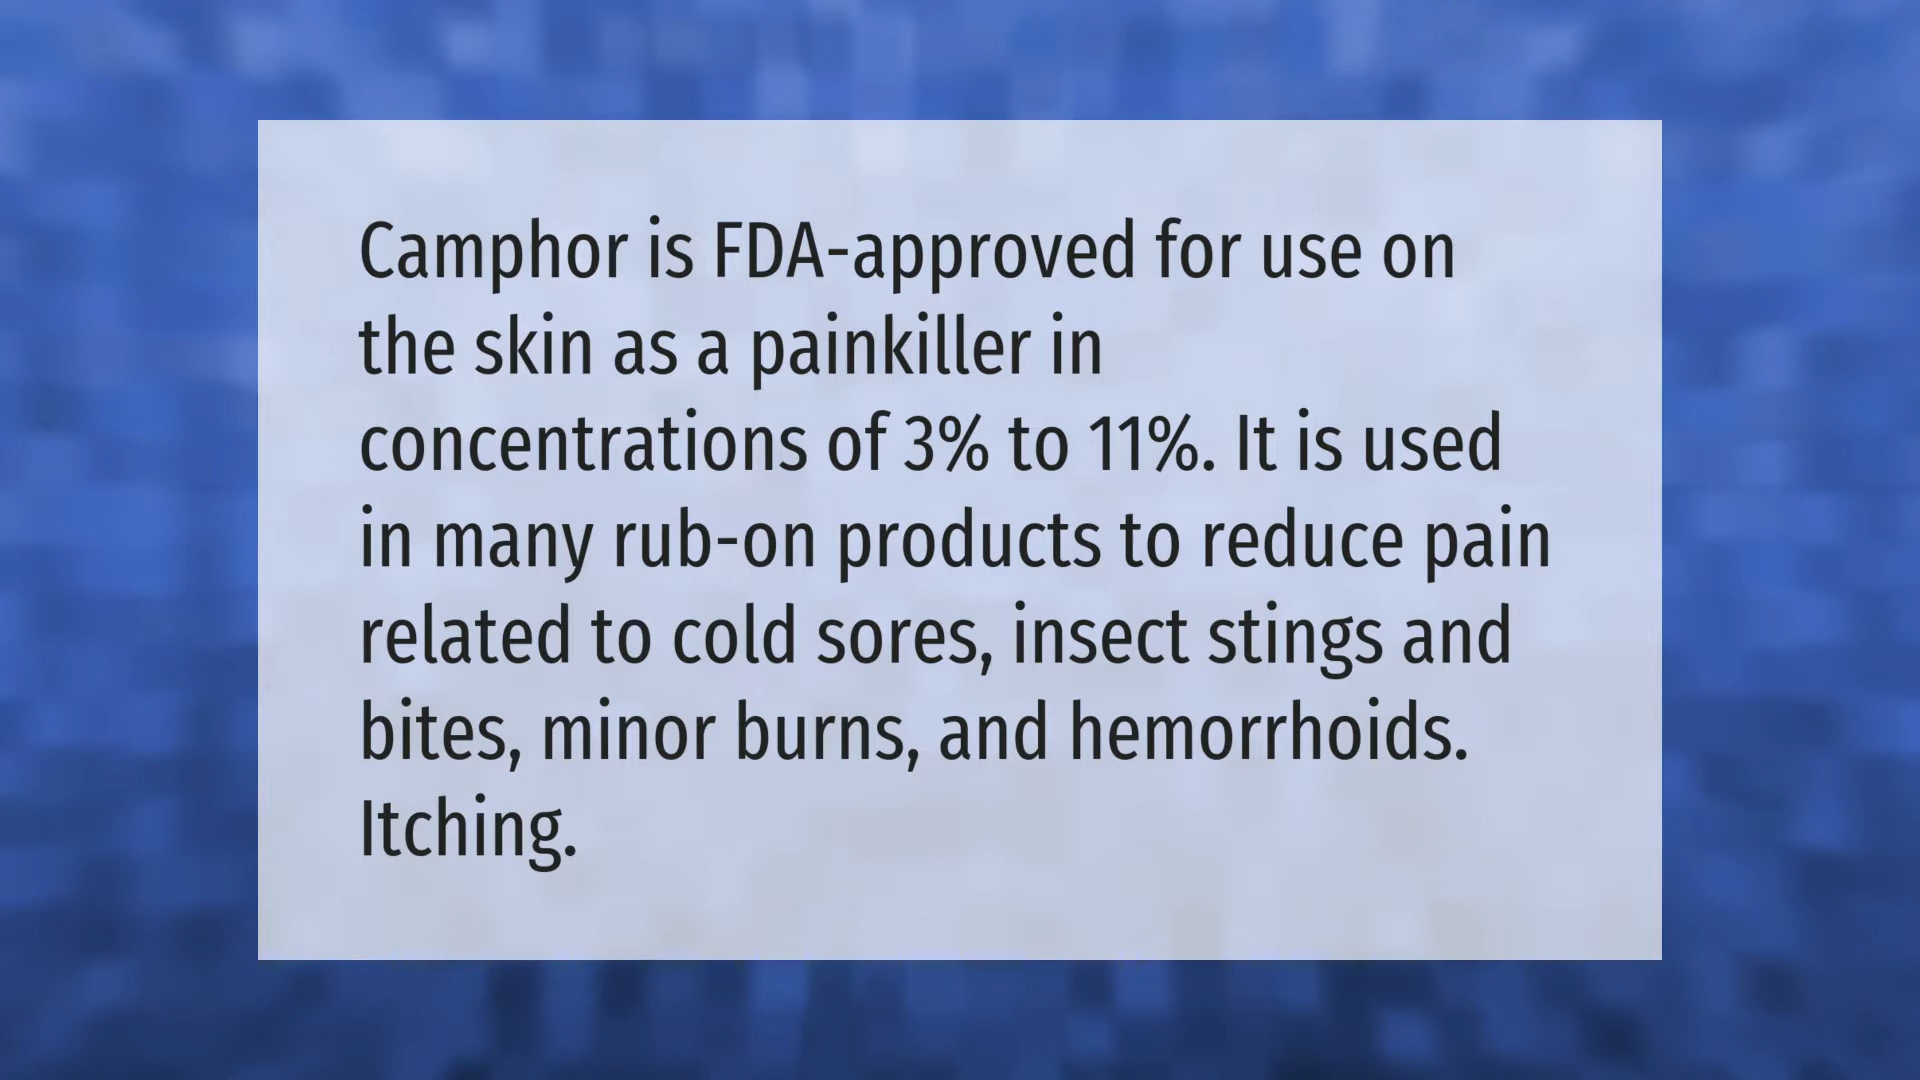 Camphor is FDA-approved for use on
the skin as a painkiller in
concentrations of 3% to 11%. It is used
in many rub-on products to reduce pain
related to cold sores, insect stings and
bites, minor burns, and hemorrhoids.
Itching.